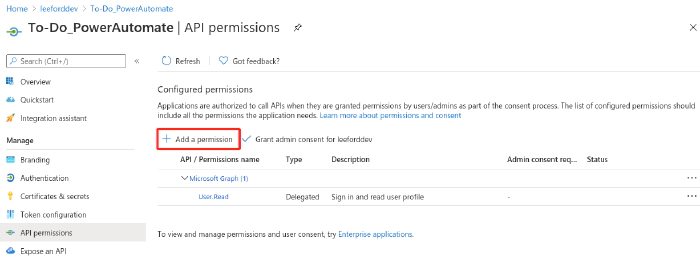 Home > leeforddev > To-Do_PowerAutomate
To-Do_PowerAutomate | API permissions
Search (Ctrl+/)
«
Refresh
Got feedback?
Overview
Quickstart
Integration assistant
Manage
Branding
Authentication
Certificates & secrets
Token configuration
API permissions
Expose an API
Configured permissions
Applications are authorized to call APIs when they are granted permissions by users/admins as part of the consent process. The list of configured permissions should
include all the permissions the application needs. Learn more about permissions and consent
+ Add a permission
Grant admin consent for leeforddev
API / Permissions name Type Description Admin consent req... Status
Microsoft Graph (1) ...
User.Read Delegated Sign in and read user profile - ...
To view and manage permissions and user consent, try Enterprise applications.